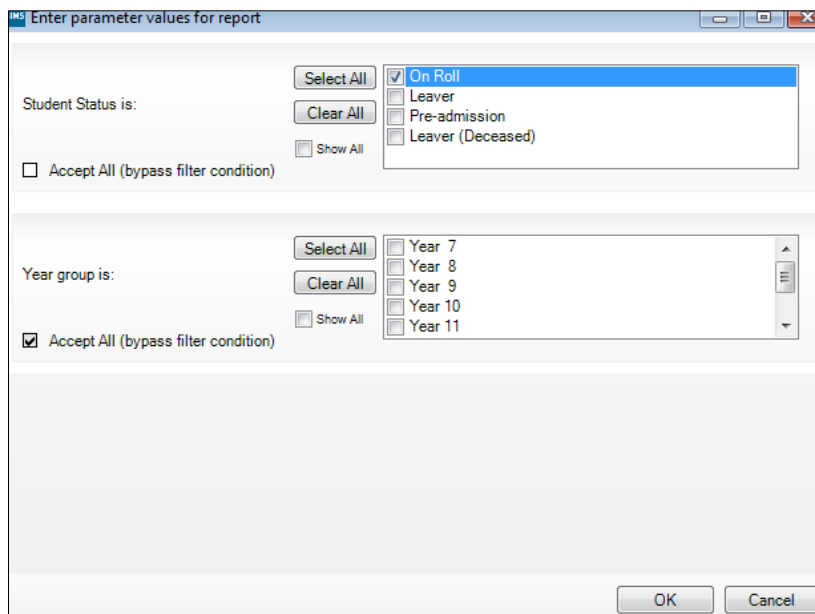 IMS Enter parameter values for report
Student Status is:
Select All
Clear All
Show All
On Roll
Leaver
Pre-admission
Leaver (Deceased)
Accept All (bypass filter condition)
Year group is:
Select All
Clear All
Show All
Year 7
Year 8
Year 9
Year 10
Year 11
Accept All (bypass filter condition)
OK
Cancel